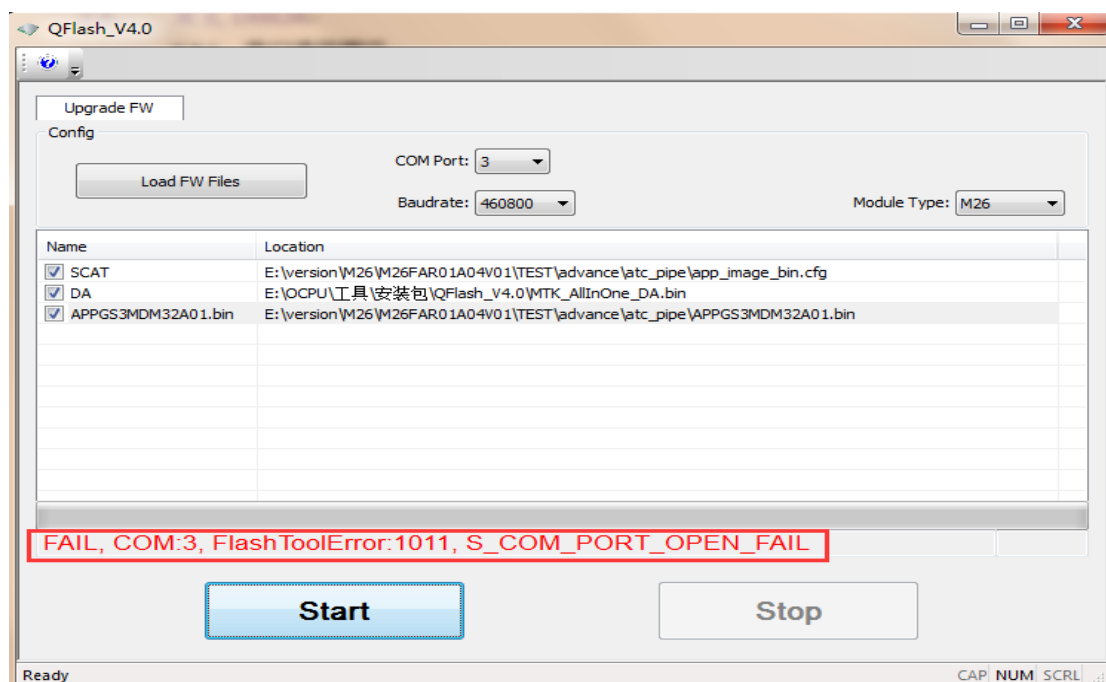 QFlash_V4.0
Upgrade FW
Config
Load FW Files
COM Port: 3
Baudrate: 460800
Module Type: M26
Name Location
SCAT E:\version\M26\M26FAR01A04V01\TEST\advance\atc_pipe\app_image_bin.cfg
DA E:\OCPU\工具\安装包\QFlash_V4.0\MTK_AllInOne_DA.bin
APPGS3MDM32A01.bin E:\version\M26\M26FAR01A04V01\TEST\advance\atc_pipe\APPGS3MDM32A01.bin
FAIL, COM:3, FlashToolError:1011, S_COM_PORT_OPEN_FAIL
Start Stop
Ready CAP NUM SCRL